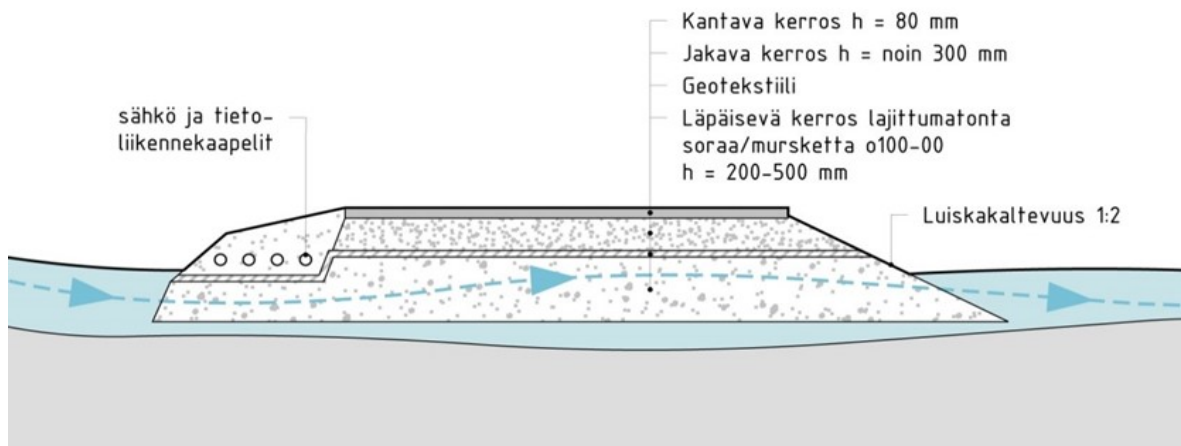 Kantava kerros h = 80 mm
Jakava kerros h = noin 300 mm
Geotekstiili
Läpäisevä kerros lajittumatonta
soraa/mursketta o100-00
h = 200-500 mm
sähkö ja tieto-
liikennekaapelit
Luiskakaltevuus 1:2